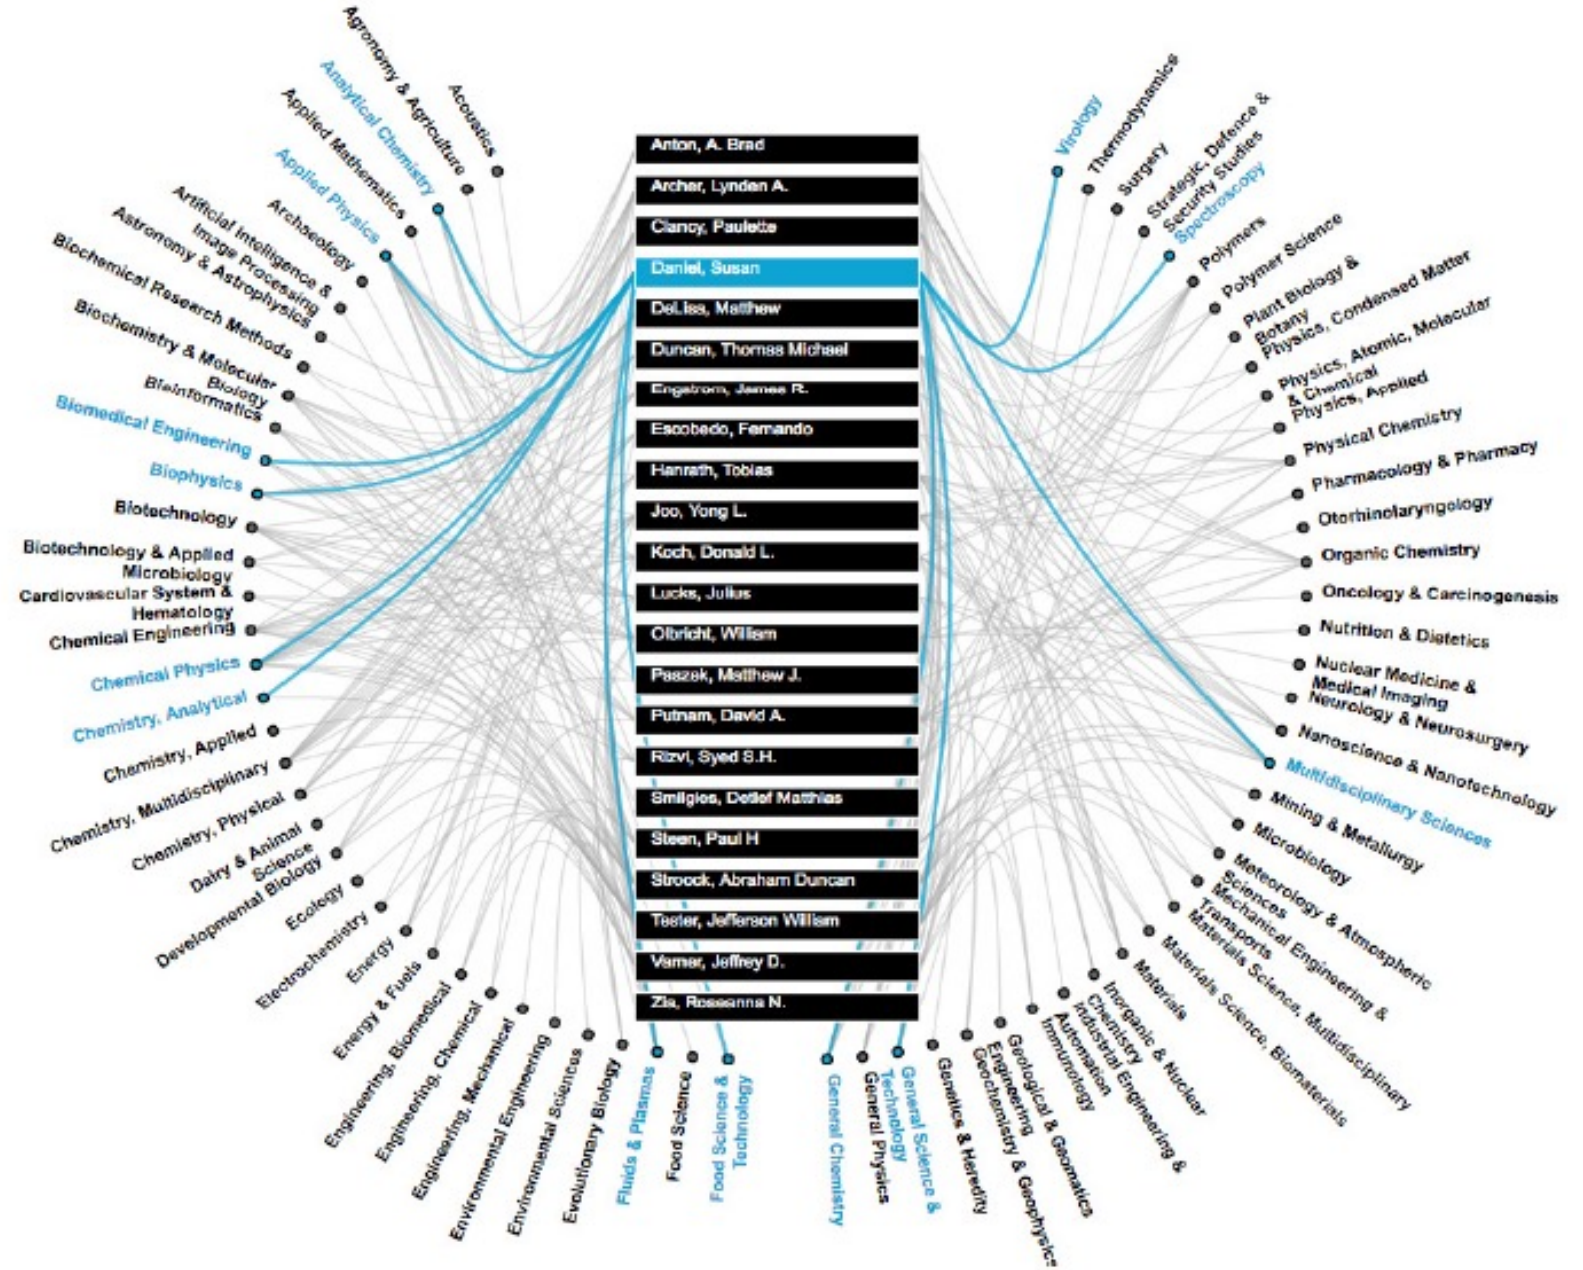 Acoustics
Agronomy & Agriculture
Analytical Chemistry
Applied Mathematics
Applied Physics
Archaeology
Artificial Intelligence &
Image Processing
Astronomy & Astrophysics
Biochemical Research Methods
Biochemistry & Molecular
Biology
Bioinformatics
Biomedical Engineering
Biophysics
Biotechnology
Biotechnology & Applied
Microbiology
Cardiovascular System &
Hematology
Chemical Engineering
Chemical Physics
Chemistry, Analytical
Chemistry, Applied
Chemistry, Multidisciplinary
Chemistry, Physical
Dairy & Animal
Science
Developmental Biology
Ecology
Electrochemistry
Energy
Energy & Fuels
Engineering, Biomedical
Engineering, Chemical
Engineering, Mechanical
Environmental Engineering
Environmental Sciences
Evolutionary Biology
Fluids & Plasmas
Food Science
Food Science &
Technology
Anton, A. Brad
Archer, Lynden A.
Clancy, Paulette
Daniel, Susan
DeLisa, Matthew
Duncan, Thomas Michael
Engstrom, James R.
Escobedo, Fernando
Hanrath, Tobias
Joo, Yong L.
Koch, Donald L.
Lucks, Julius
Olbricht, William
Paszek, Matthew J.
Putnam, David A.
Rizvi, Syed S.H.
Smilgies, Detlef Matthias
Steen, Paul H
Stroock, Abraham Duncan
Tester, Jefferson William
Varner, Jeffrey D.
Zia, Roseanna N.
Virology
Thermodynamics
Surgery
Strategic, Defence &
Security Studies
Spectroscopy
Polymers
Polymer Science
Plant Biology &
Botany
Physics, Condensed Matter
Physics, Atomic, Molecular
& Chemical
Physics, Applied
Physical Chemistry
Pharmacology & Pharmacy
Otorhinolaryngology
Organic Chemistry
Oncology & Carcinogenesis
Nutrition & Dietetics
Nuclear Medicine &
Medical Imaging
Neurology & Neurosurgery
Nanoscience & Nanotechnology
Multidisciplinary Sciences
Mining & Metallurgy
Microbiology
Meteorology & Atmospheric
Sciences
Mechanical Engineering &
Transports
Materials Science, Multidisciplinary
Materials Science, Biomaterials
Materials
Inorganic & Nuclear
Chemistry
Industrial Engineering &
Automation
Immunology
Geological & Geomatics
Engineering
Geochemistry & Geophysics
Genetics & Heredity
General Science &
Technology
General Physics
General Chemistry